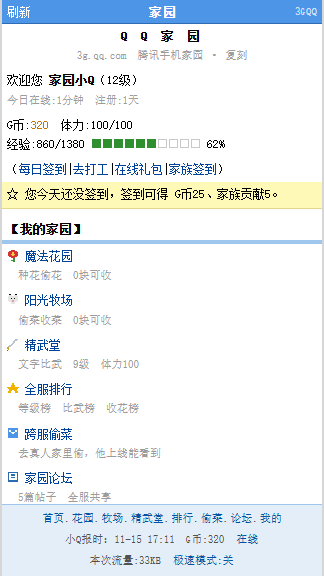 刷新 家园 3GQQ
Q Q 家 园
3g.qq.com 腾讯手机家园 · 复刻
欢迎您 家园小Q（12级）
今日在线:1分钟 注册:1天
G币:320 体力:100/100
经验:860/1380 62%
（每日签到|去打工|在线礼包|家族签到）
☆ 您今天还没签到，签到可得 G币25、家族贡献5。
【我的家园】
魔法花园
种花偷花 0块可收
阳光牧场
偷菜收菜 0块可收
精武堂
文字比武 9级 体力100
全服排行
等级榜 比武榜 收花榜
跨服偷菜
去真人家里偷，他上线能看到
家园论坛
5篇帖子 全服共享
首页.花园.牧场.精武堂.排行.偷菜.论坛.我的
小Q报时：11-15 17:11 G币:320 在线
本次流量:33KB 极速模式:关